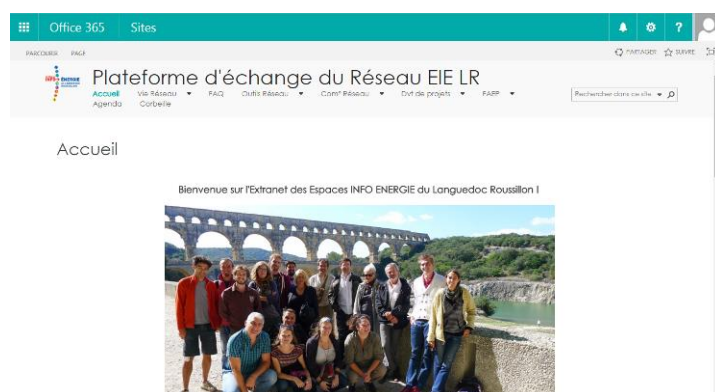 Office 365 Sites ?
PARCOURIR PAGE PARTAGER SUIVRE
Plateforme d'échange du Réseau EIE LR
Accueil Vie Réseau FAQ Outils Réseau Com° Réseau Dvt de projets FAEP
Agenda Corbeille
Rechercher dans ce site
Accueil
Bienvenue sur l'Extranet des Espaces INFO ENERGIE du Languedoc Roussillon !